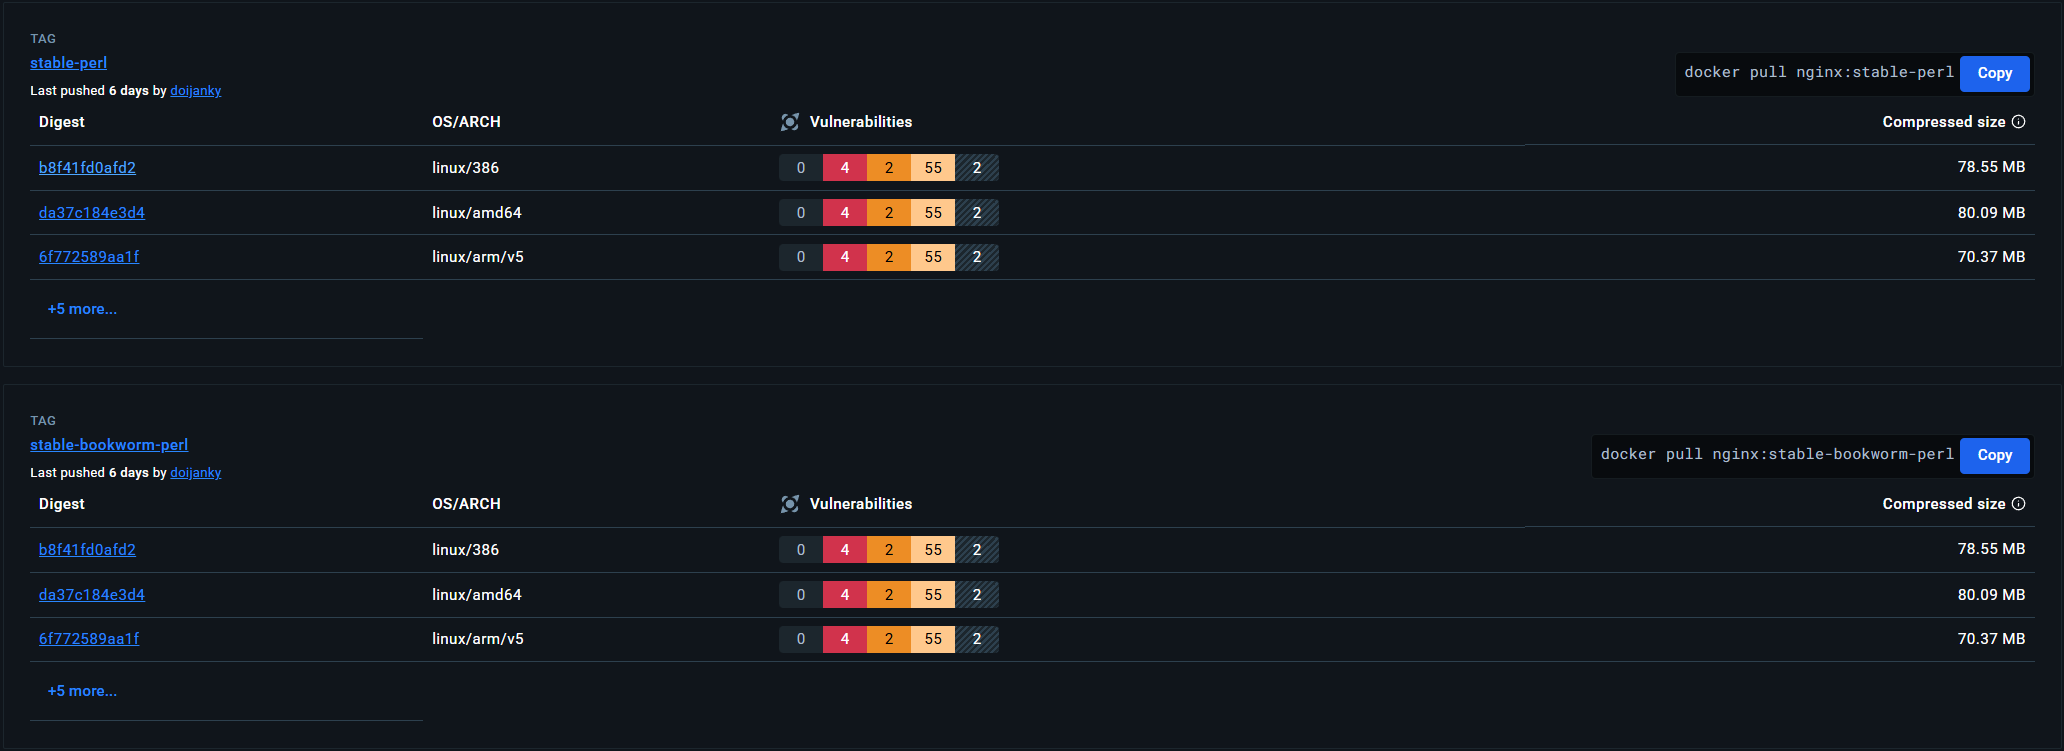 TAG
stable-perl
Last pushed 6 days by doijanky
docker pull nginx:stable-perl Copy
Digest OS/ARCH Vulnerabilities Compressed size
b8f41fd0afd2 linux/386 0 4 2 55 2 78.55 MB
da37c184e3d4 linux/amd64 0 4 2 55 2 80.09 MB
6f772589aa1f linux/arm/v5 0 4 2 55 2 70.37 MB
+5 more...
TAG
stable-bookworm-perl
Last pushed 6 days by doijanky
docker pull nginx:stable-bookworm-perl Copy
Digest OS/ARCH Vulnerabilities Compressed size
b8f41fd0afd2 linux/386 0 4 2 55 2 78.55 MB
da37c184e3d4 linux/amd64 0 4 2 55 2 80.09 MB
6f772589aa1f linux/arm/v5 0 4 2 55 2 70.37 MB
+5 more...